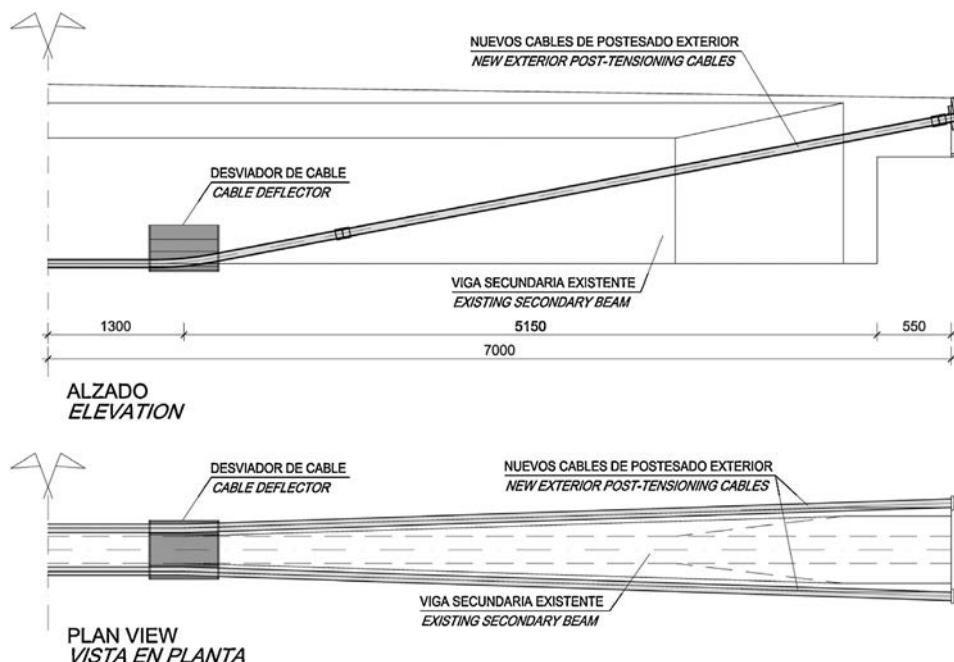 NUEVOS CABLES DE POSTESADO EXTERIOR
NEW EXTERIOR POST-TENSIONING CABLES
DESVIADOR DE CABLE
CABLE DEFLECTOR
VIGA SECUNDARIA EXISTENTE
EXISTING SECONDARY BEAM
1300
5150
550
7000
ALZADO
ELEVATION
DESVIADOR DE CABLE
CABLE DEFLECTOR
NUEVOS CABLES DE POSTESADO EXTERIOR
NEW EXTERIOR POST-TENSIONING CABLES
VIGA SECUNDARIA EXISTENTE
EXISTING SECONDARY BEAM
PLAN VIEW
VISTA EN PLANTA